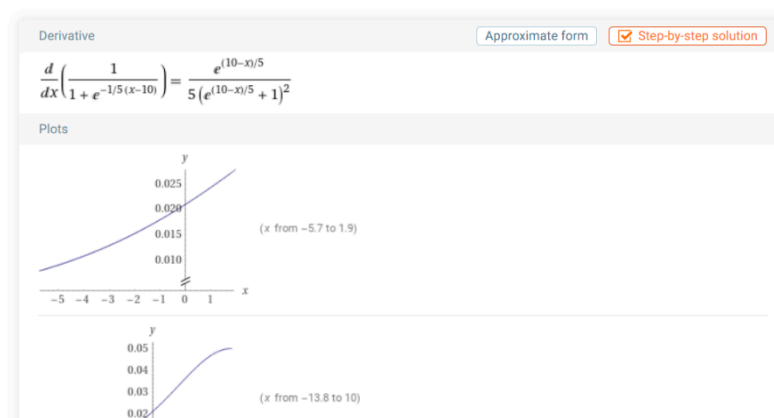 Derivative Approximate form Step-by-step solution
d/dx(1/(1 + e^(−1/5 (x−10)))) = e^((10−x)/5)/(5 (e^((10−x)/5) + 1)^2)
Plots
y
0.025
0.020
0.015
0.010
(x from −5.7 to 1.9)
−5 −4 −3 −2 −1 0 1 x
y
0.05
0.04
0.03
0.02
(x from −13.8 to 10)